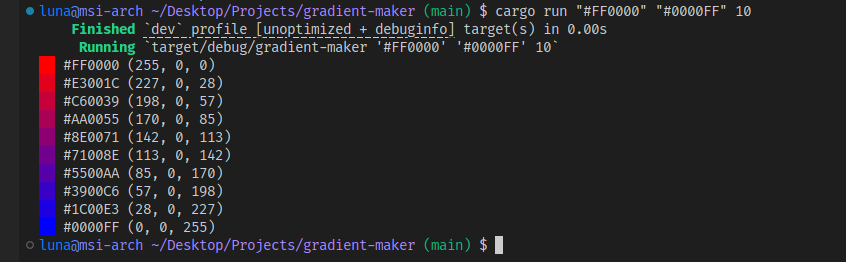 luna@msi-arch ~/Desktop/Projects/gradient-maker (main) $ cargo run "#FF0000" "#0000FF" 10
Finished `dev` profile [unoptimized + debuginfo] target(s) in 0.00s
Running `target/debug/gradient-maker '#FF0000' '#0000FF' 10`
#FF0000 (255, 0, 0)
#E3001C (227, 0, 28)
#C60039 (198, 0, 57)
#AA0055 (170, 0, 85)
#8E0071 (142, 0, 113)
#71008E (113, 0, 142)
#5500AA (85, 0, 170)
#3900C6 (57, 0, 198)
#1C00E3 (28, 0, 227)
#0000FF (0, 0, 255)
luna@msi-arch ~/Desktop/Projects/gradient-maker (main) $